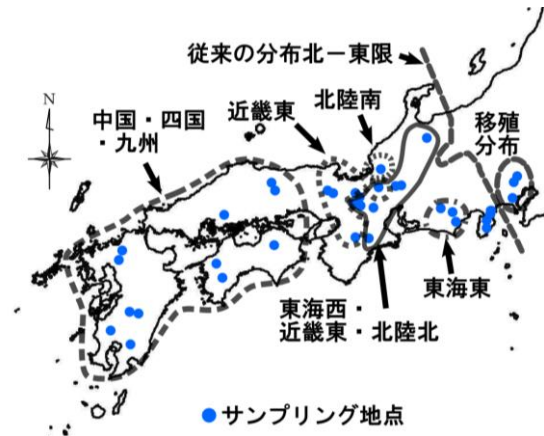 従来の分布北ー東限
北陸南
近畿東
移殖
分布
N
中国・四国
・九州
東海東
東海西・
近畿東・北陸北
サンプリング地点